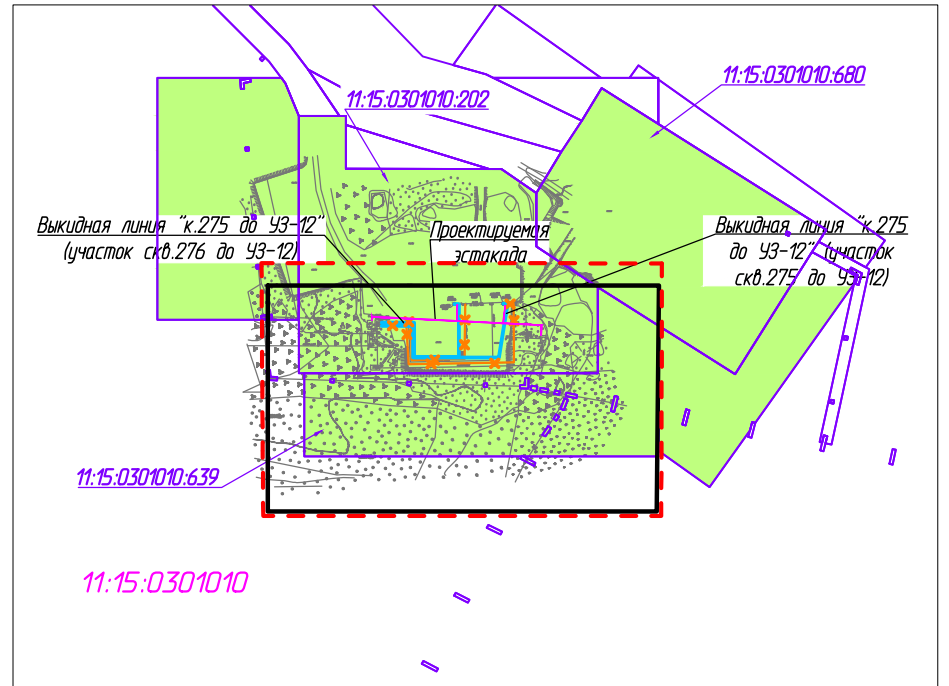 11:15:0301010:680
11:15:0301010:202
Выкидная линия "к.275 до УЗ-12"
(участок скв.276 до УЗ-12)
Проектируемая
эстакада
Выкидная линия "к.275
до УЗ-12" (участок
скв.275 до УЗ-12)
11:15:0301010:639
11:15:0301010